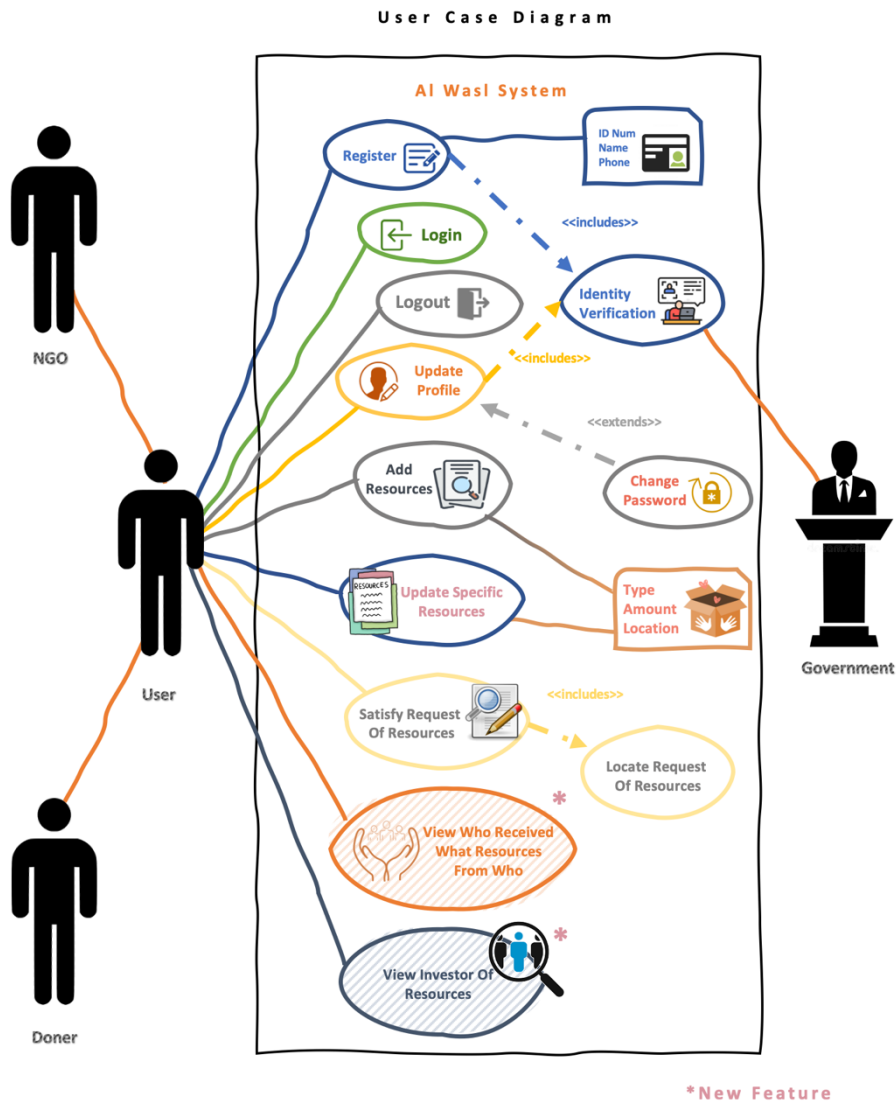 User Case Diagram
Al Wasl System
Register
ID Num
Name
Phone
<<includes>>
Login
Identity
Verification
Logout
NGO
<<includes>>
Update
Profile
<<extends>>
Add
Resources
Change
Password
RESOURCES
Update Specific
Resources
Type
Amount
Location
Government
User
Satisfy Request
Of Resources
<<includes>>
Locate Request
Of Resources
*
View Who Received
What Resources
From Who
*
View Investor Of
Resources
Doner
*New Feature